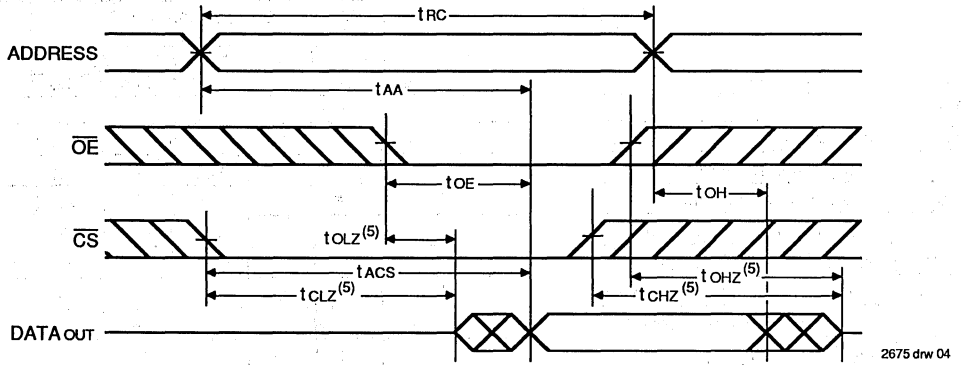 tRC
ADDRESS
tAA
OE
tOE
tOH
CS
tOLZ(5)
tACS
tOHZ(5)
tCLZ(5)
tCHZ(5)
DATAOUT
2675 drw 04